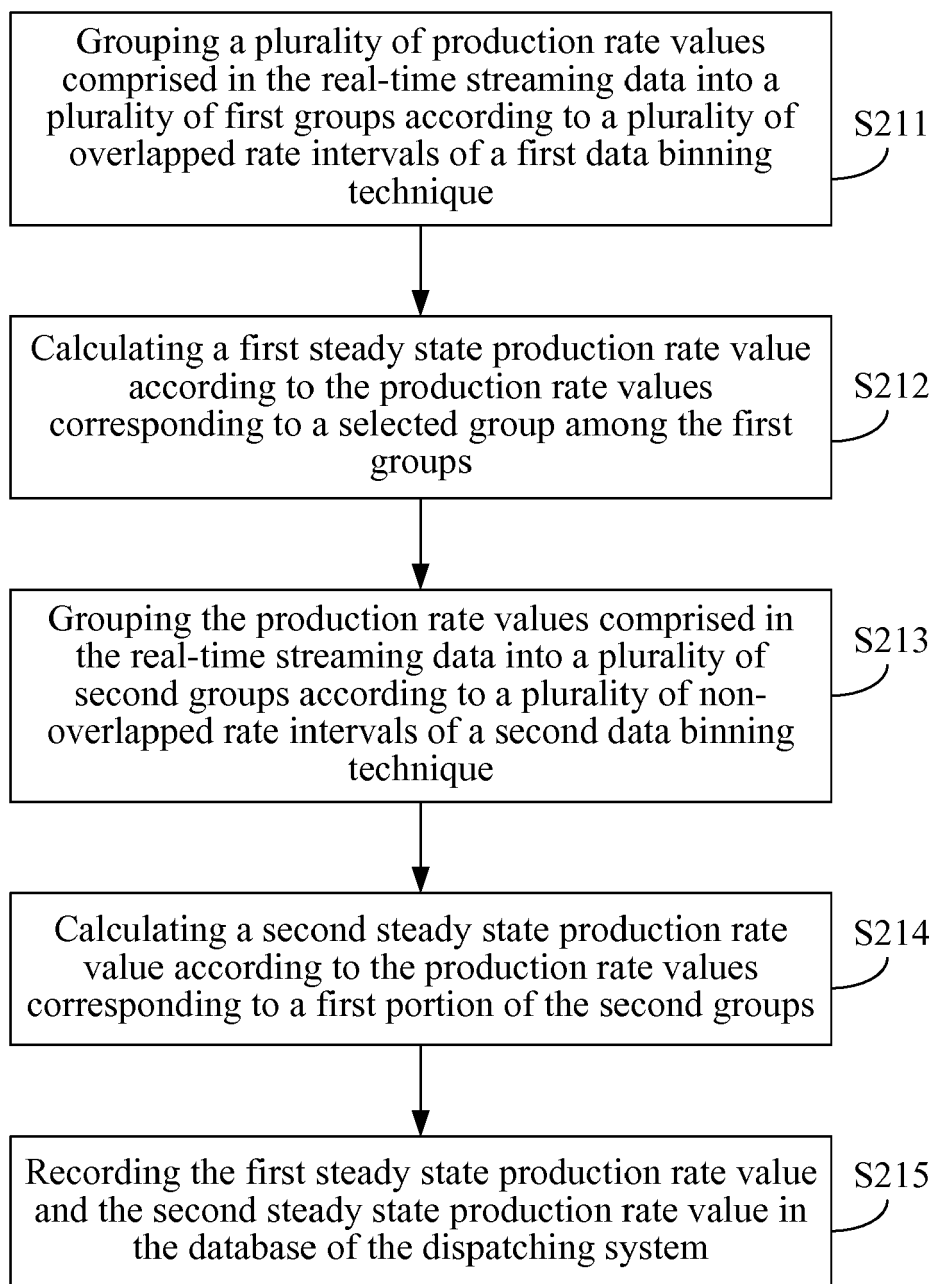 Grouping a plurality of production rate values
comprised in the real-time streaming data into a
plurality of first groups according to a plurality of
overlapped rate intervals of a first data binning
technique
S211
Calculating a first steady state production rate value
according to the production rate values
corresponding to a selected group among the first
groups
S212
Grouping the production rate values comprised in
the real-time streaming data into a plurality of
second groups according to a plurality of non-
overlapped rate intervals of a second data binning
technique
S213
Calculating a second steady state production rate
value according to the production rate values
corresponding to a first portion of the second groups
S214
Recording the first steady state production rate value
and the second steady state production rate value in
the database of the dispatching system
S215